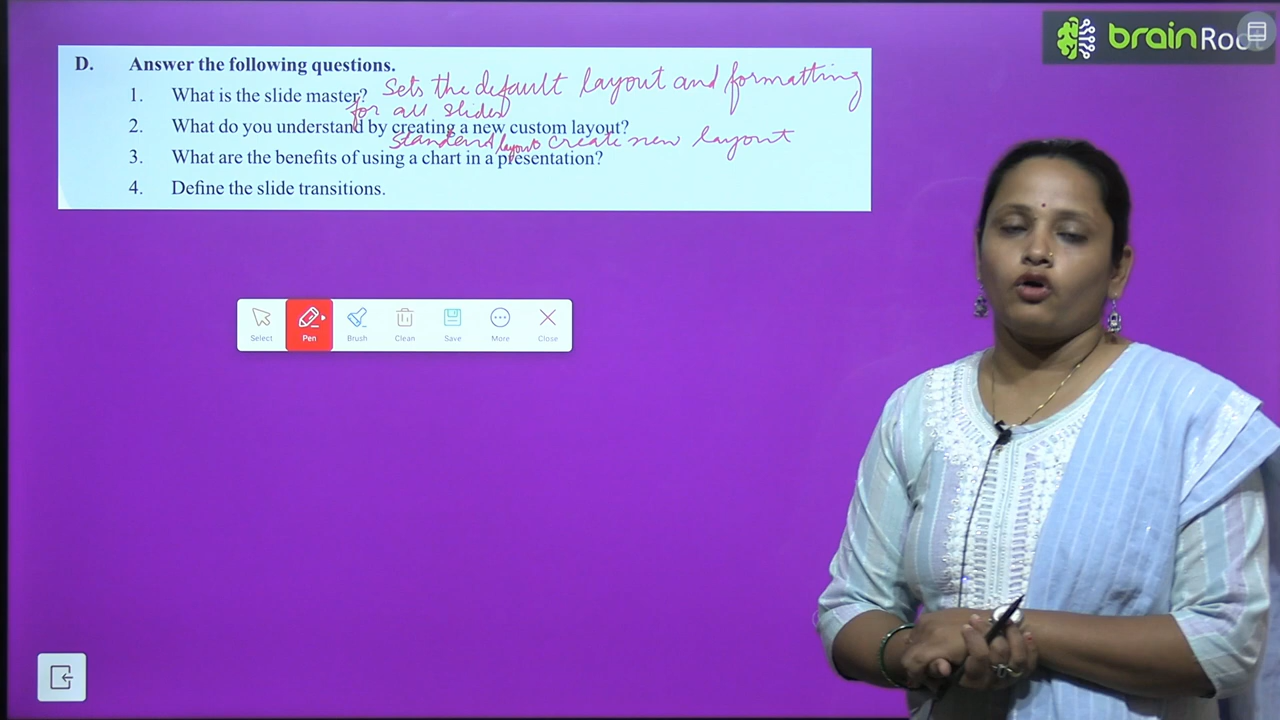 brainRoot
D. Answer the following questions.
1. What is the slide master? Sets the default layout and formatting
for all slides
2. What do you understand by creating a new custom layout?
standard layout create new layout
3. What are the benefits of using a chart in a presentation?
4. Define the slide transitions.
Select Pen Brush Clean Save More Close